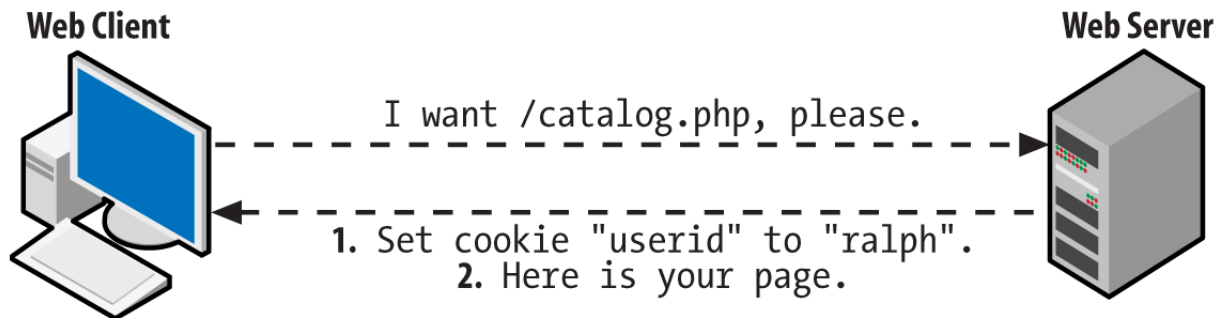 Web Client
Web Server
I want /catalog.php, please.
1. Set cookie "userid" to "ralph".
2. Here is your page.